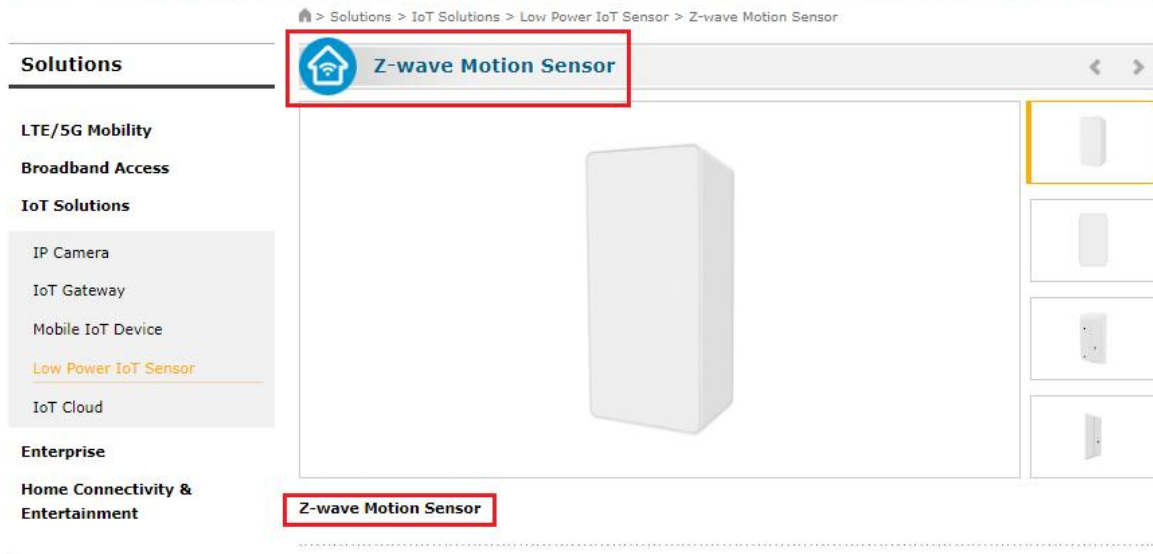 > Solutions > IoT Solutions > Low Power IoT Sensor > Z-wave Motion Sensor
Solutions
Z-wave Motion Sensor
LTE/5G Mobility
Broadband Access
IoT Solutions
IP Camera
IoT Gateway
Mobile IoT Device
Low Power IoT Sensor
IoT Cloud
Enterprise
Home Connectivity &
Entertainment
Z-wave Motion Sensor